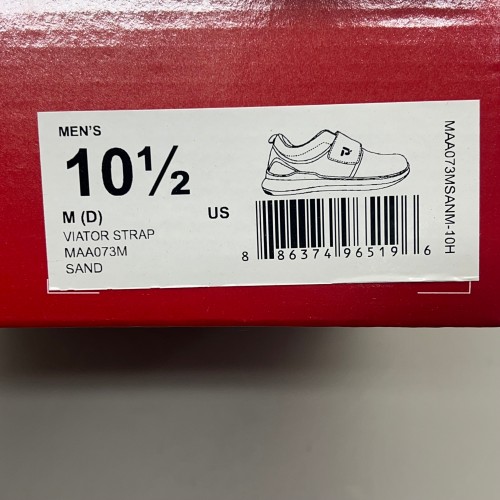 MEN'S
10½
M (D)
US
VIATOR STRAP
MAA073M
SAND
8 86374 96519 6
MAA073MSANM-10H